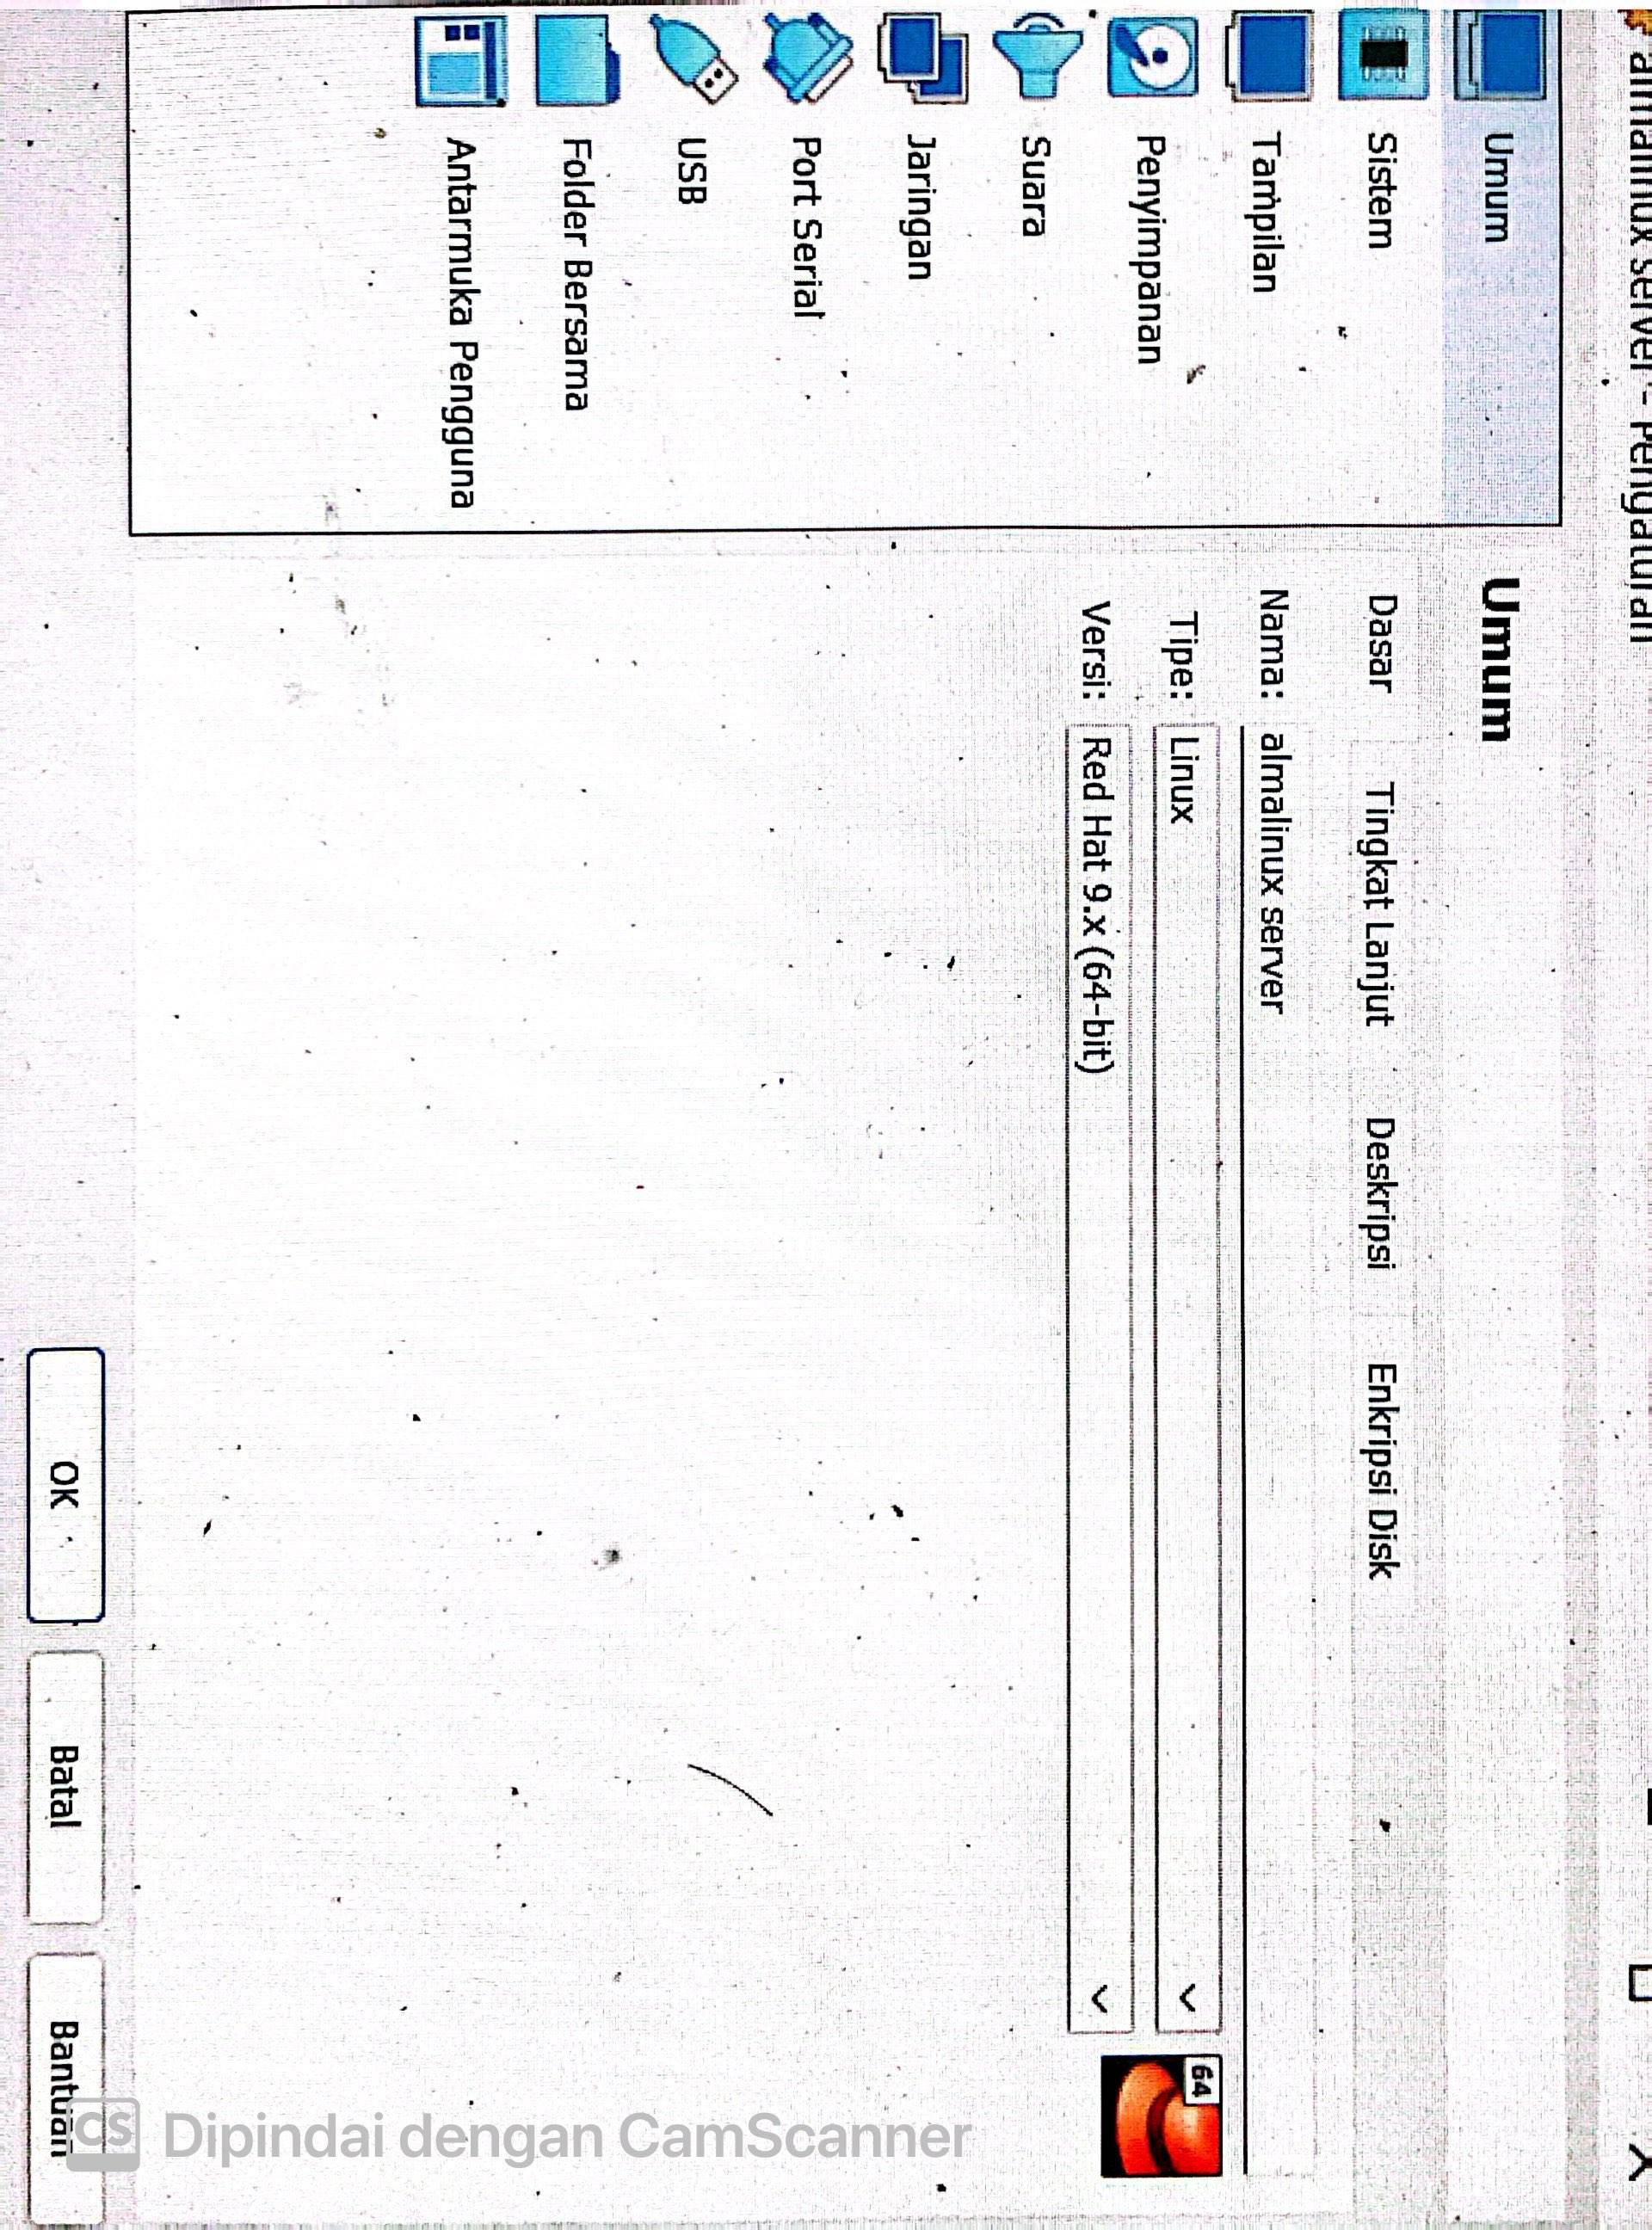 almalinux server - Pengaturan
Umum
Sistem
Tampilan
Penyimpanan
Suara
Jaringan
Port Serial
USB
Folder Bersama
Antarmuka Pengguna
Umum
Dasar
Tingkat Lanjut
Deskripsi
Enkripsi Disk
Nama: almalinux server
Tipe: Linux
64
Versi: Red Hat 9.x (64-bit)
OK
Batal
Bantuan
CS Dipindai dengan CamScanner